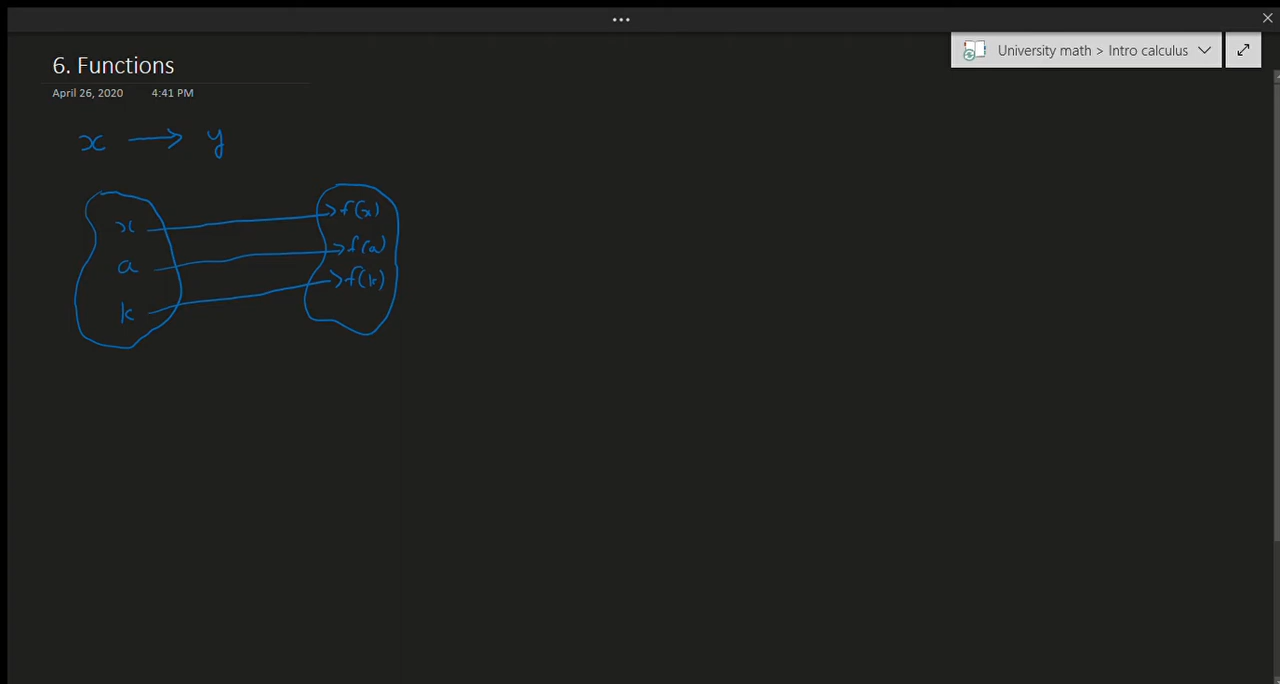 •••
University math > Intro calculus
6. Functions
April 26, 2020 4:41 PM
x → y
x → f(x)
a → f(a)
k → f(k)